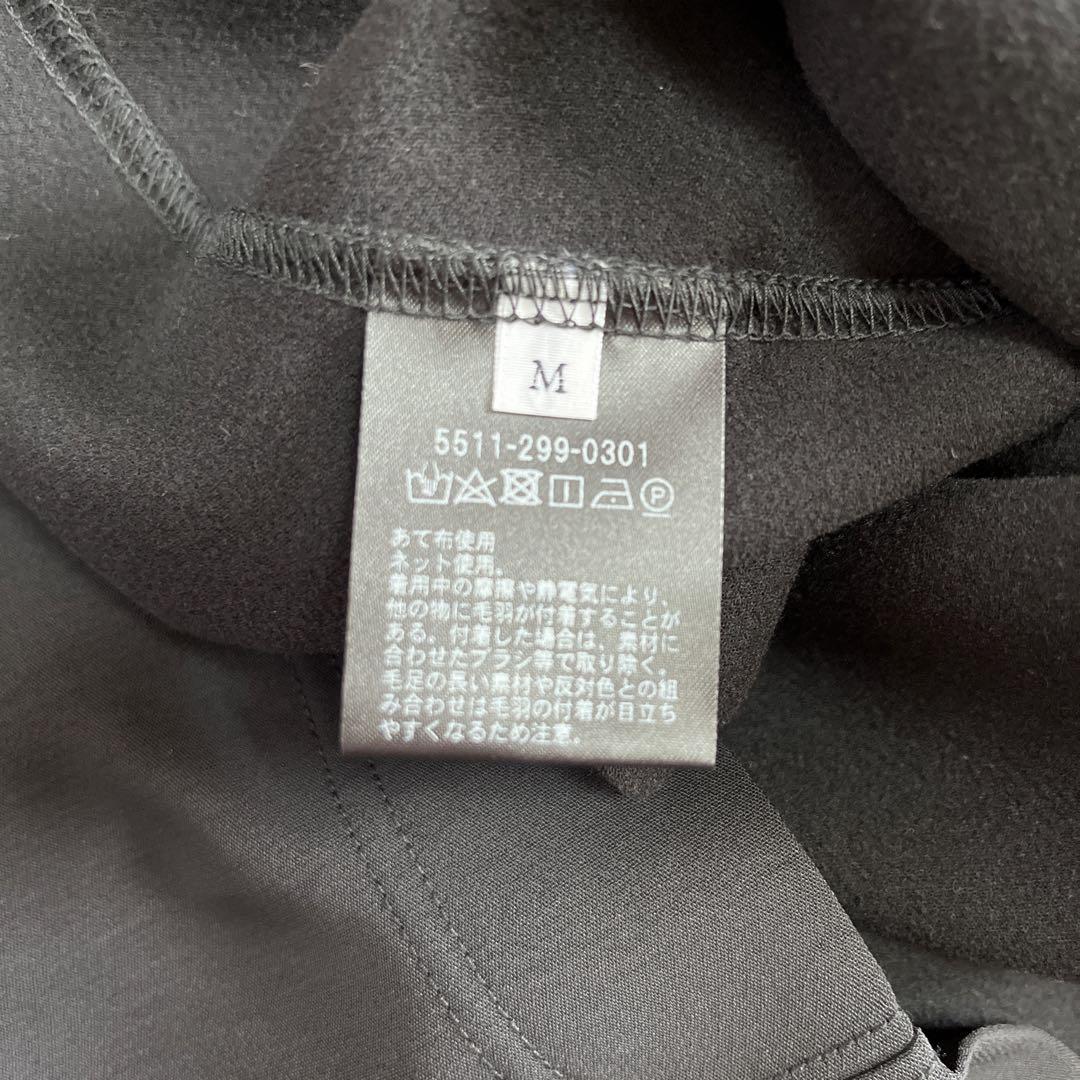 M
5511-299-0301
P
あて布使用
ネット使用。
着用中の摩擦や静電気により、
他の物に毛羽が付着することが
ある。付着した場合は、素材に
合わせたブラシ等で取り除く。
毛足の長い素材や反対色との組
み合わせは毛羽の付着が目立ち
やすくなるため注意。